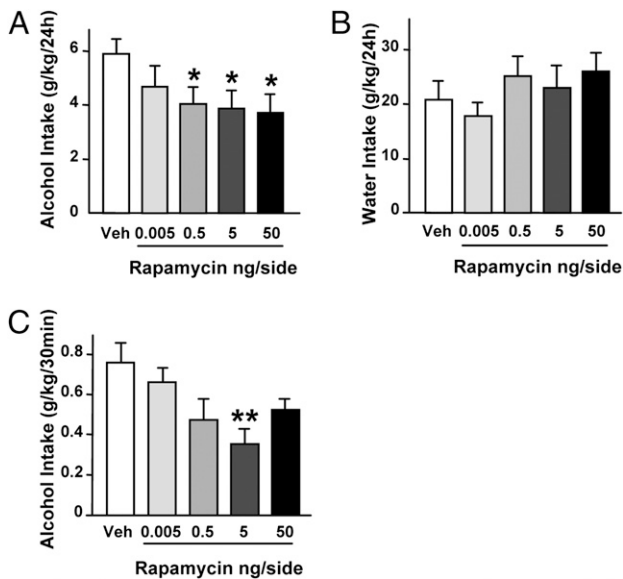 A
Alcohol Intake (g/kg/24h)
6
4
2
0
* * *
Veh 0.005 0.5 5 50
Rapamycin ng/side
B
Water Intake (g/kg/24h)
30
20
10
0
Veh 0.005 0.5 5 50
Rapamycin ng/side
C
Alcohol Intake (g/kg/30min)
0.8
0.6
0.4
0.2
0
**
Veh 0.005 0.5 5 50
Rapamycin ng/side